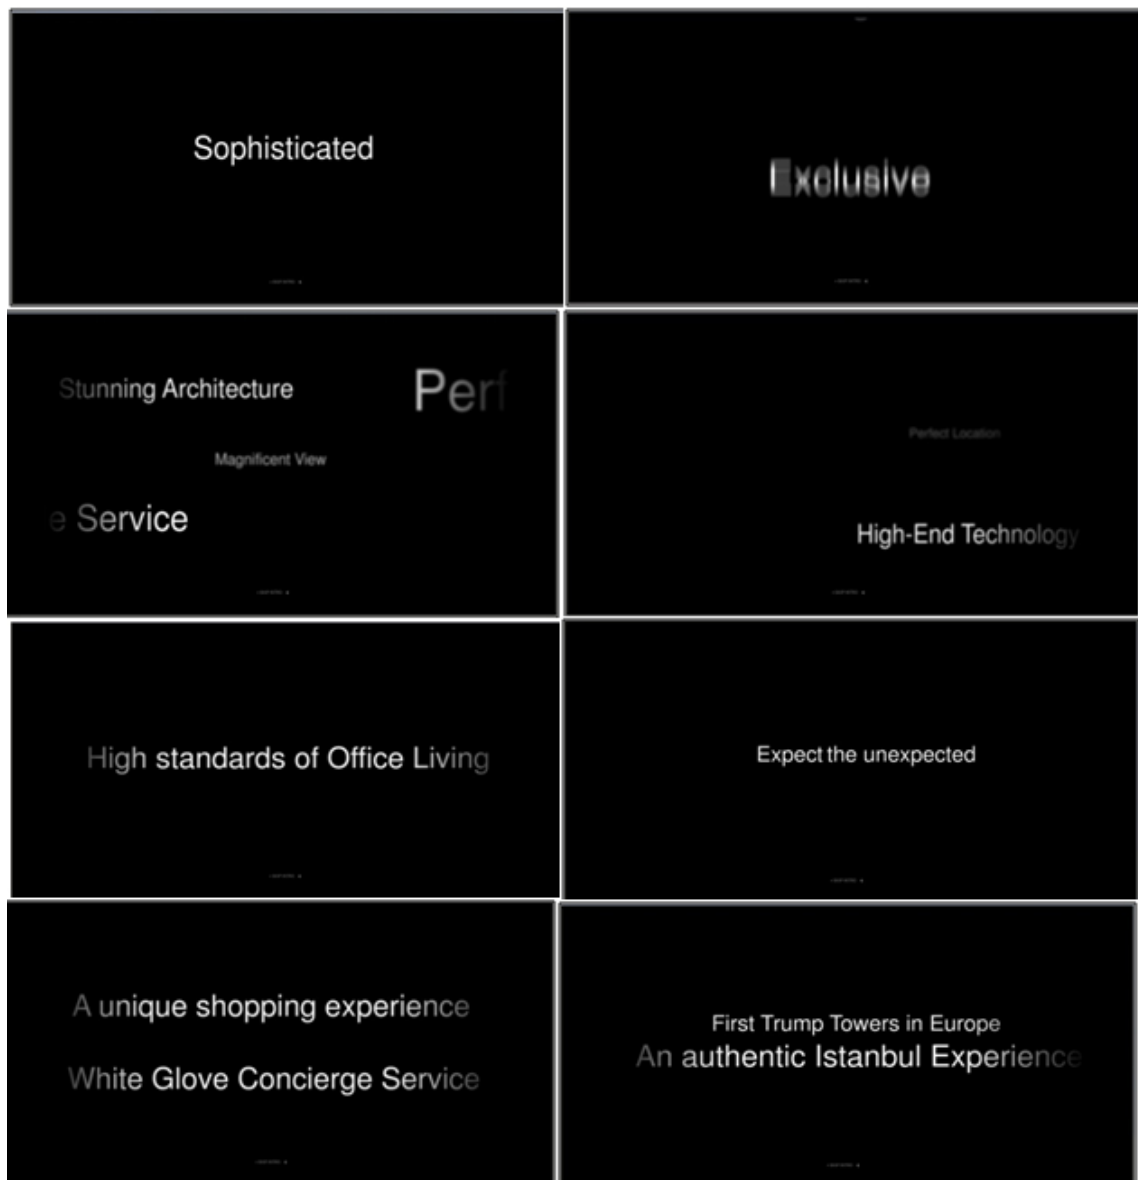 Sophisticated
Exclusive
Stunning Architecture
Perf
Magnificent View
e Service
Perfect Location
High-End Technology
High standards of Office Living
Expect the unexpected
A unique shopping experience
White Glove Concierge Service
First Trump Towers in Europe
An authentic Istanbul Experience